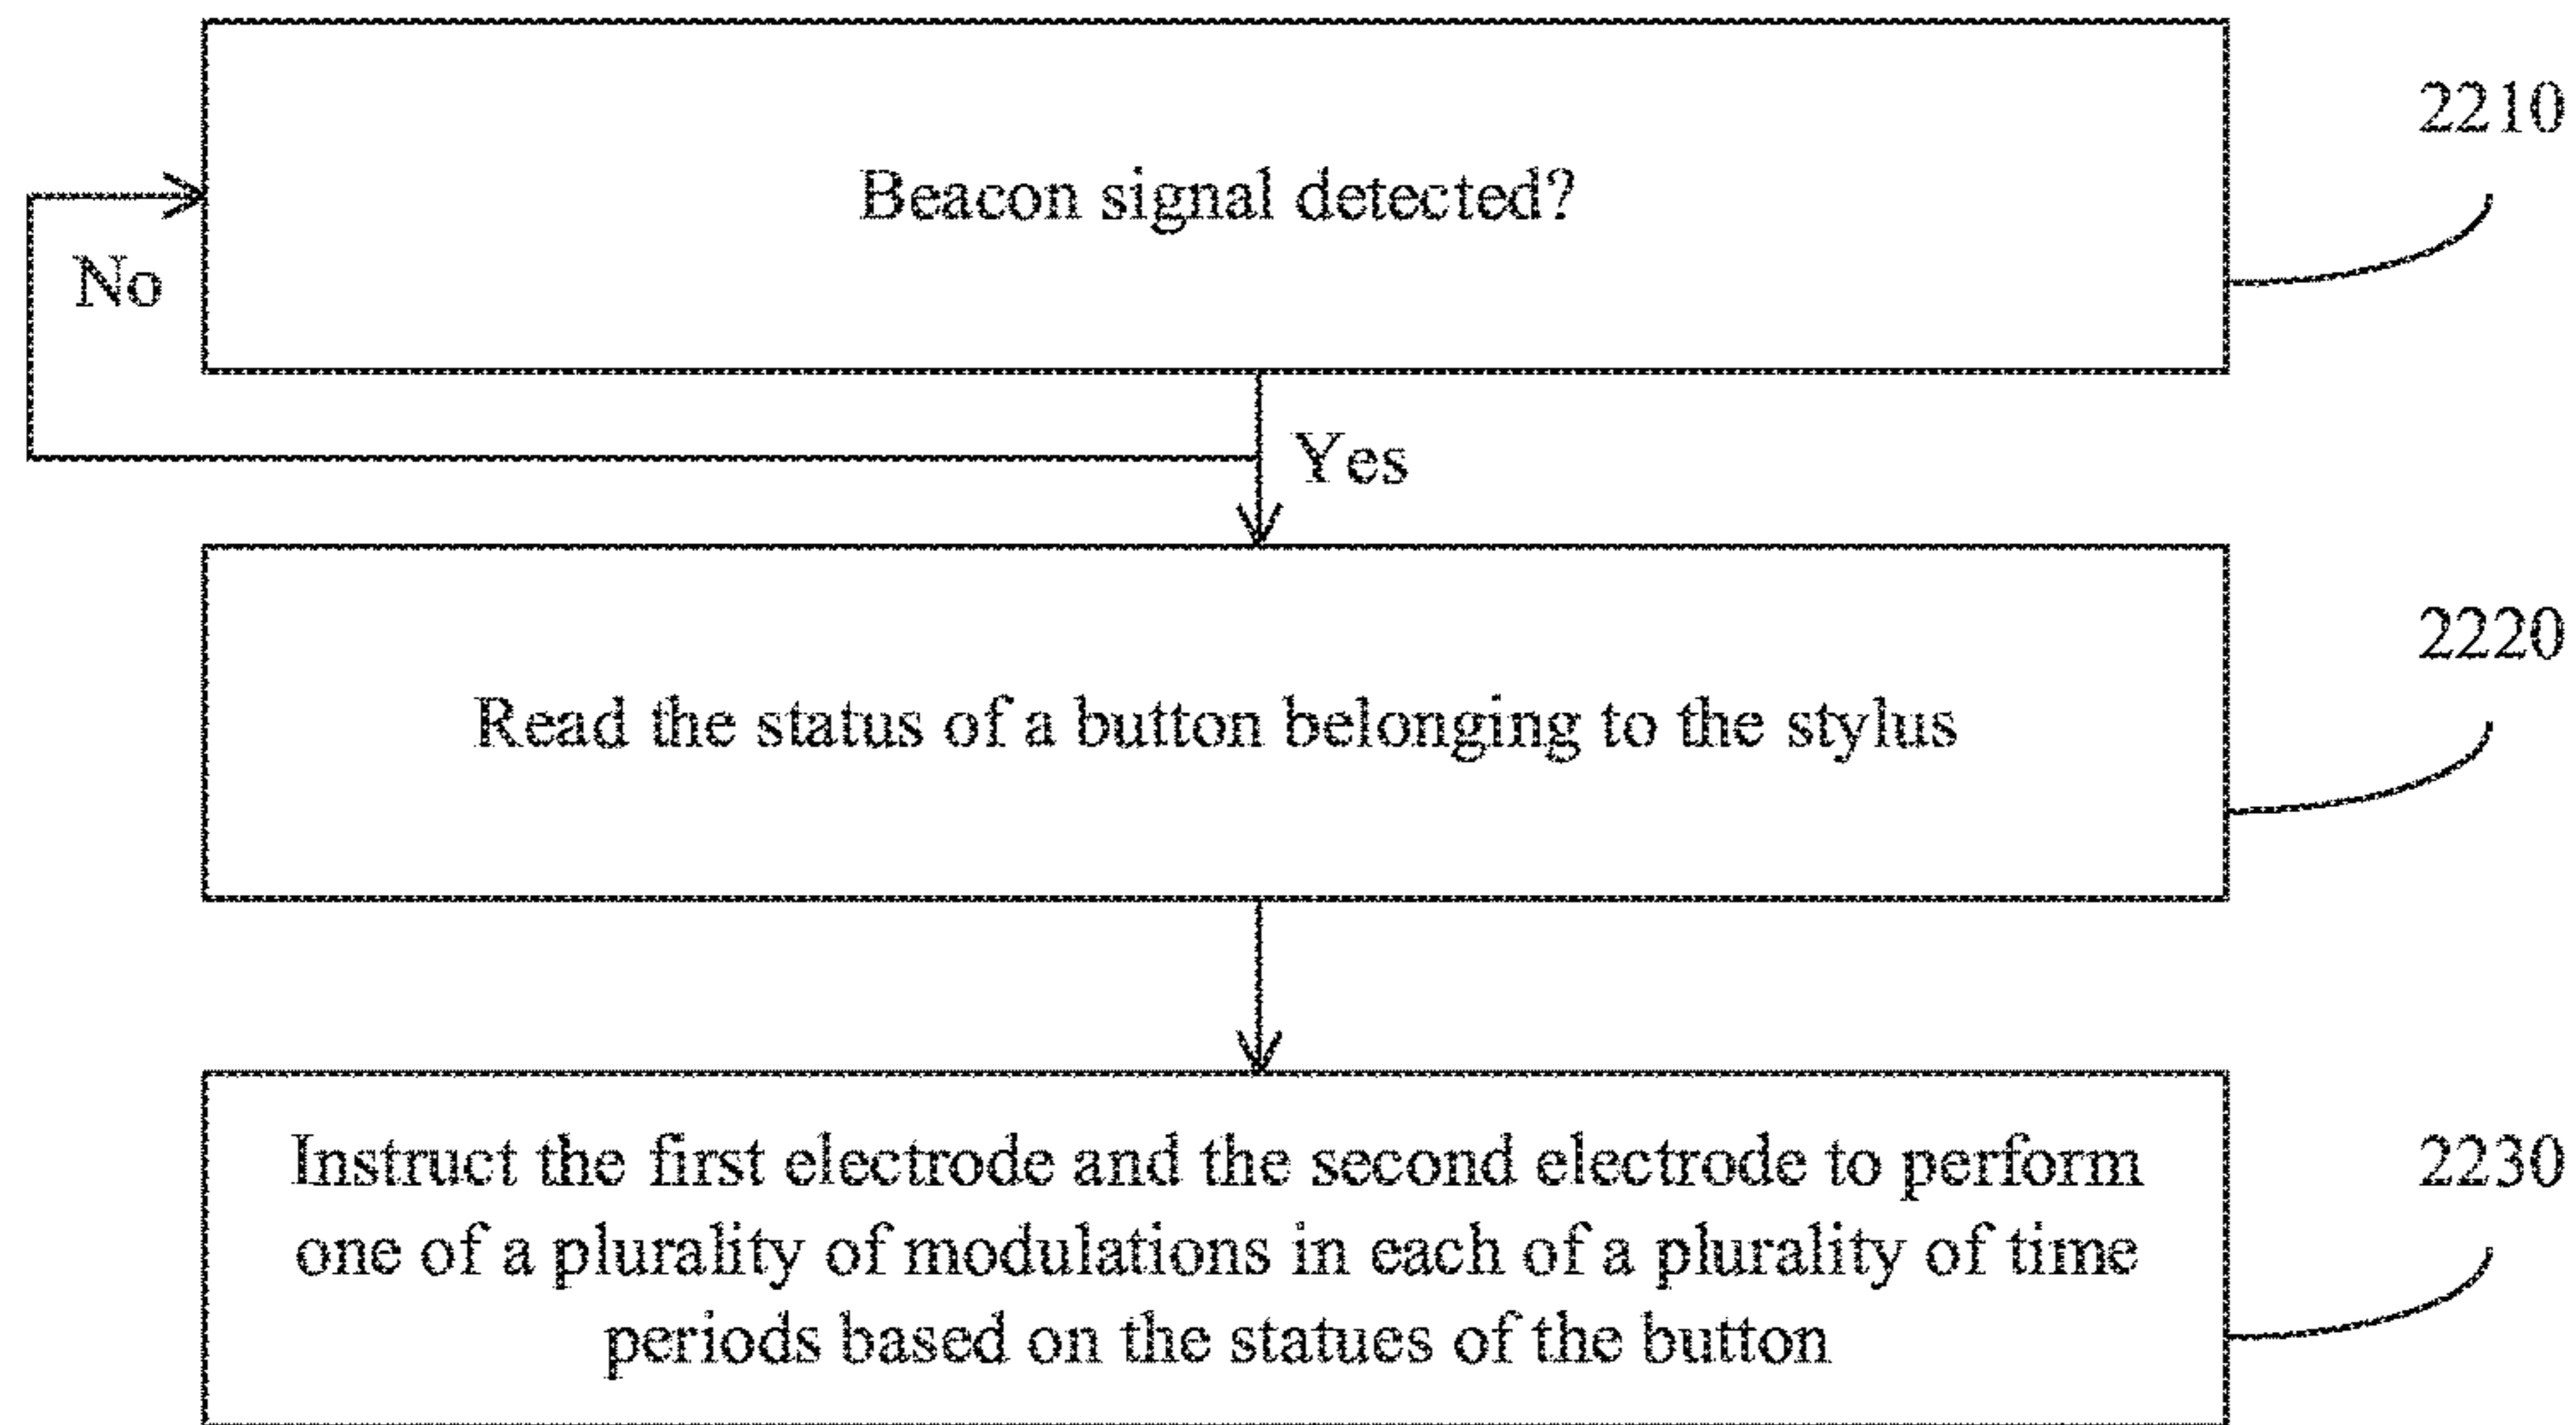 2210
Beacon signal detected?
No
Yes
2220
Read the status of a button belonging to the stylus
2230
Instruct the first electrode and the second electrode to perform
one of a plurality of modulations in each of a plurality of time
periods based on the statues of the button